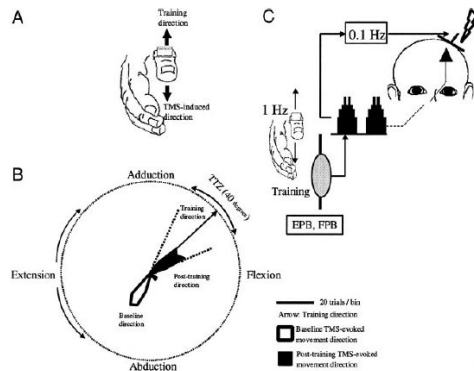 A
Training
direction
TMS-induced
direction
B
Adduction
TTZ (40 degree)
Training
direction
Extension
Flexion
Post-training
direction
Baseline
direction
Abduction
C
0.1 Hz
1 Hz
Training
EPB, FPB
20 trials / bin
Arrow: Training direction
Baseline TMS-evoked
movement direction
Post-training TMS-evoked
movement direction